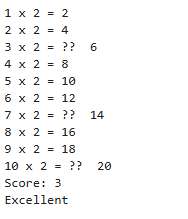 1 x 2 = 2
2 x 2 = 4
3 x 2 = ??  6
4 x 2 = 8
5 x 2 = 10
6 x 2 = 12
7 x 2 = ??  14
8 x 2 = 16
9 x 2 = 18
10 x 2 = ??  20
Score: 3
Excellent